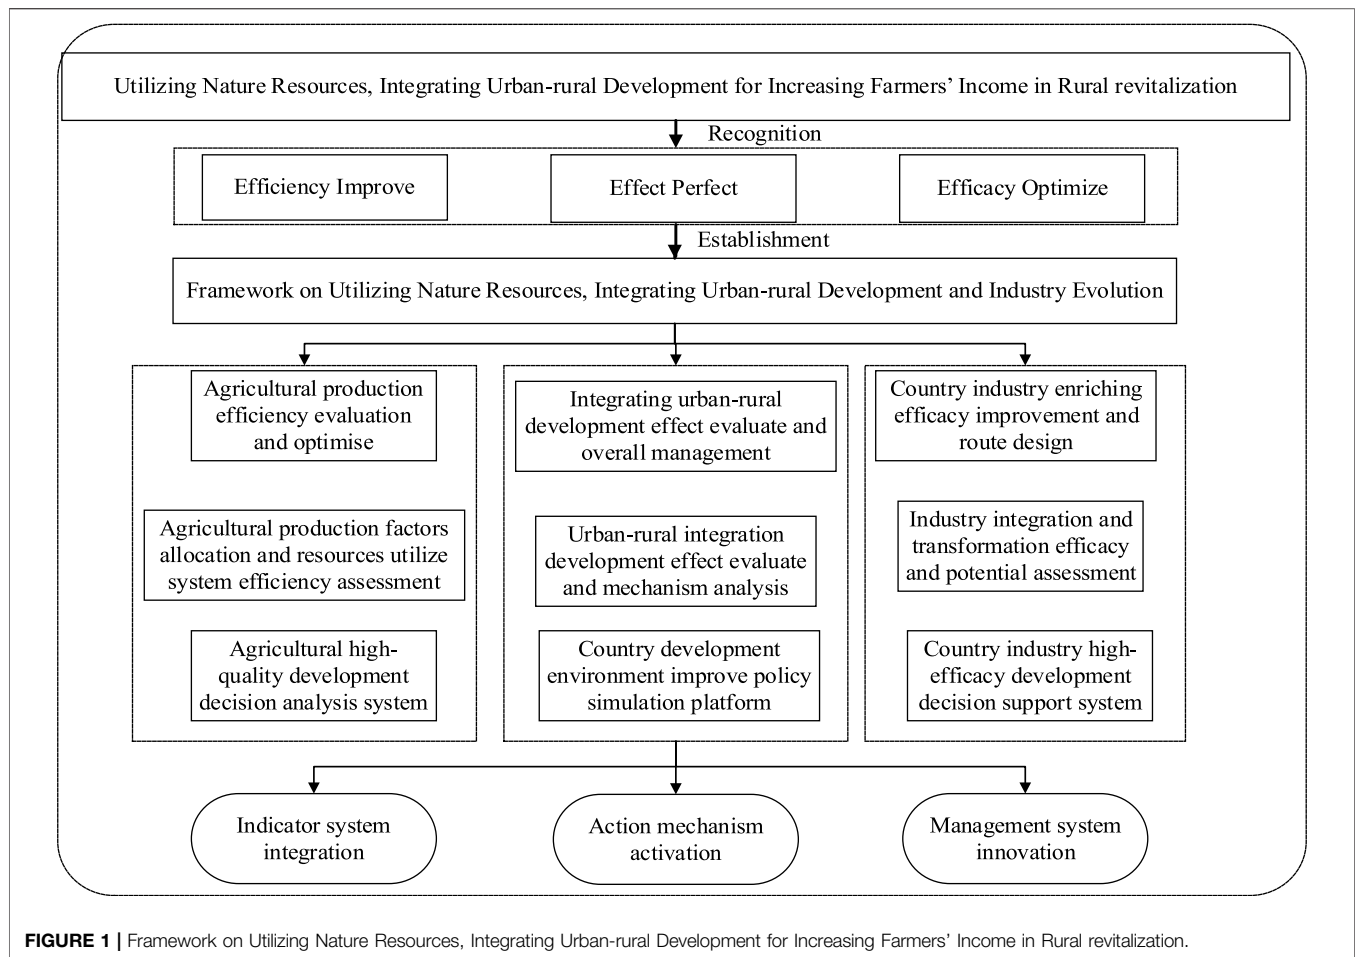 Utilizing Nature Resources, Integrating Urban-rural Development for Increasing Farmers' Income in Rural revitalization
Recognition
Efficiency Improve
Effect Perfect
Efficacy Optimize
Establishment
Framework on Utilizing Nature Resources, Integrating Urban-rural Development and Industry Evolution
Agricultural production
efficiency evaluation
and optimise
Agricultural production factors
allocation and resources utilize
system efficiency assessment
Agricultural high-
quality development
decision analysis system
Integrating urban-rural
development effect evaluate and
overall management
Urban-rural integration
development effect evaluate
and mechanism analysis
Country development
environment improve policy
simulation platform
Country industry enriching
efficacy improvement and
route design
Industry integration and
transformation efficacy
and potential assessment
Country industry high-
efficacy development
decision support system
Indicator system
integration
Action mechanism
activation
Management system
innovation
FIGURE 1 | Framework on Utilizing Nature Resources, Integrating Urban-rural Development for Increasing Farmers' Income in Rural revitalization.